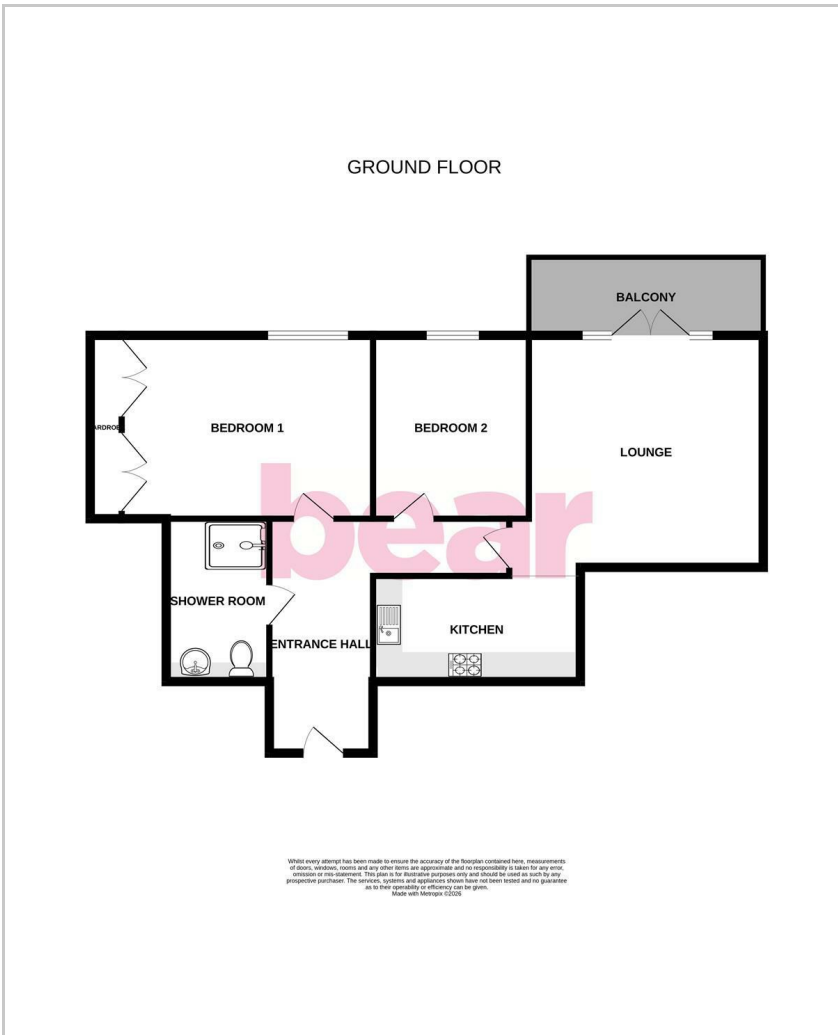 GROUND FLOOR
BALCONY
BEDROOM 1
BEDROOM 2
ARDROB
LOUNGE
bear
SHOWER ROOM
KITCHEN
ENTRANCE HALL
Whilst every attempt has been made to ensure the accuracy of the floorplan contained here, measurements
of doors, windows, rooms and any other items are approximate and no responsibility is taken for any error,
omission or mis-statement. This plan is for illustrative purposes only and should be used as such by any
prospective purchaser. The services, systems and appliances shown have not been tested and no guarantee
as to their operability or efficiency can be given.
Made with Metropix ©2026